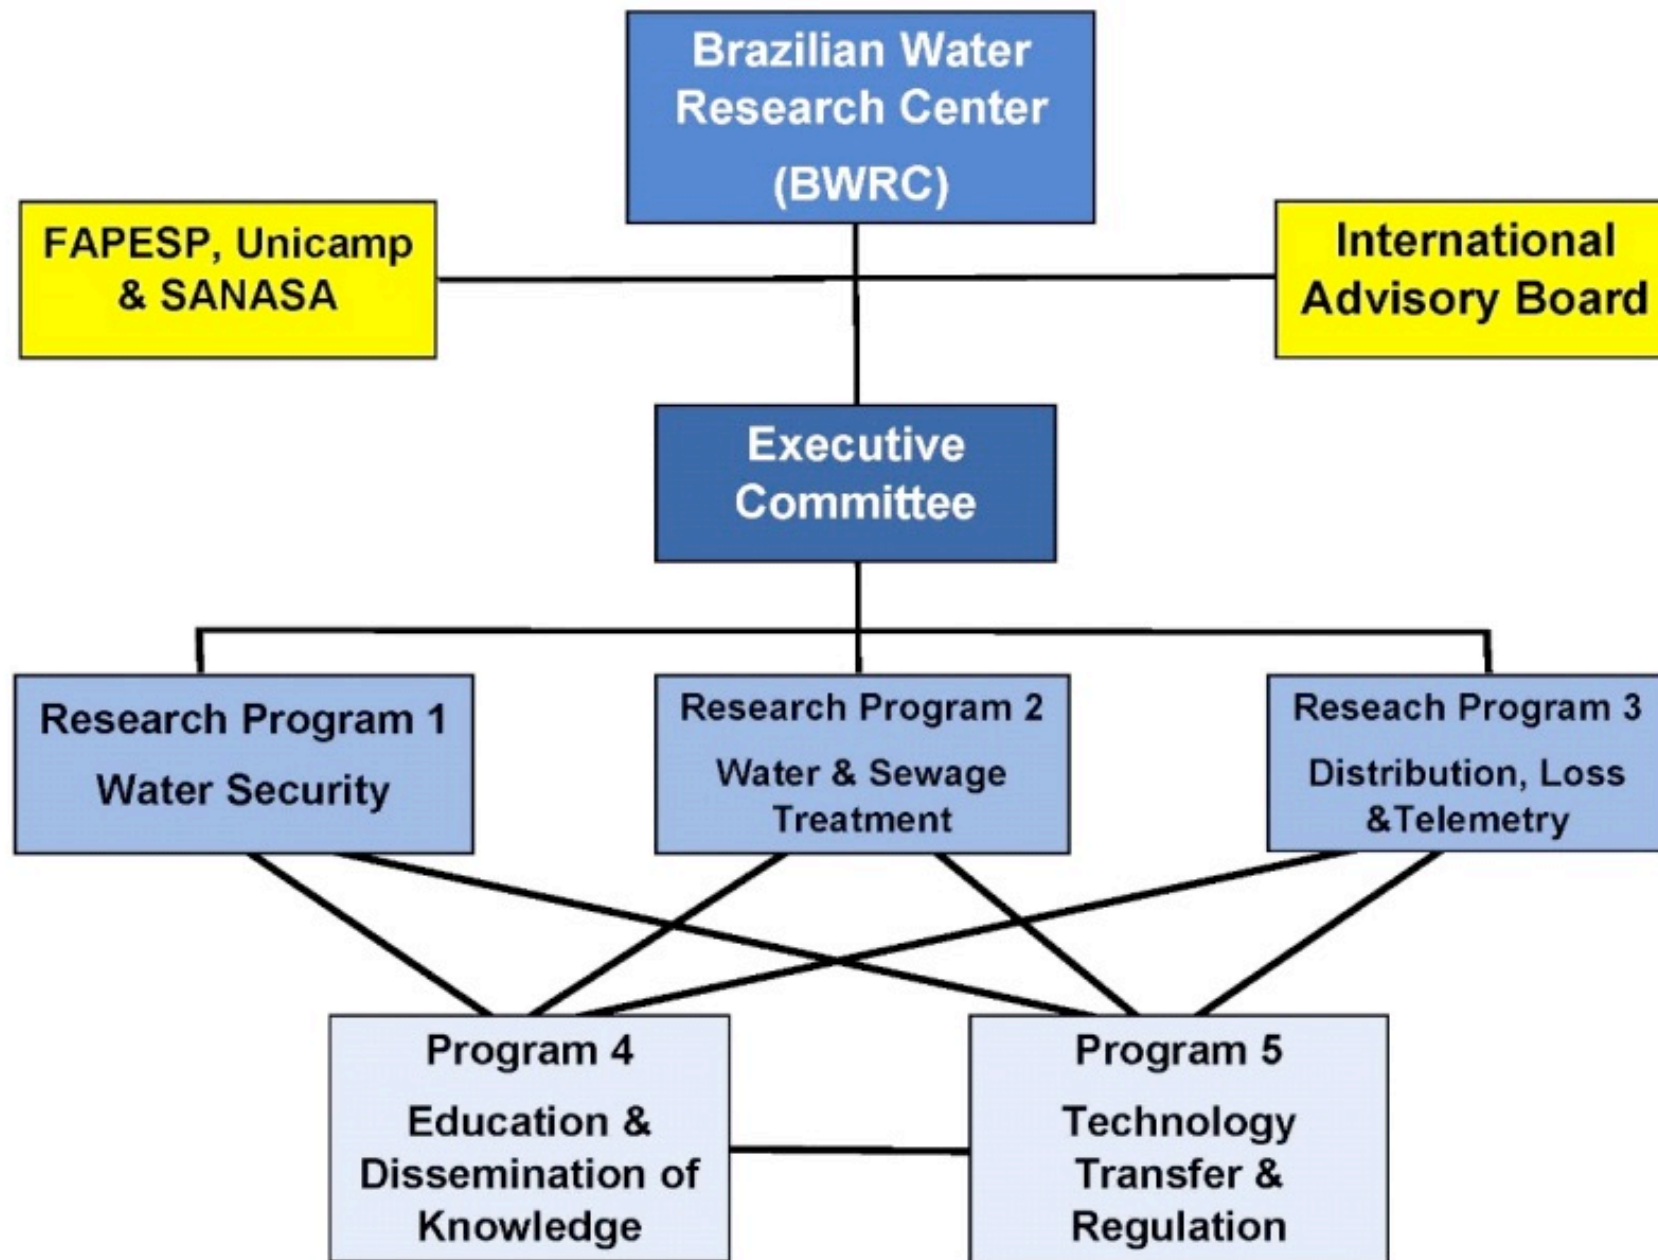 Brazilian Water
Research Center
(BWRC)
FAPESP, Unicamp
& SANASA
International
Advisory Board
Executive
Committee
Research Program 1
Water Security
Research Program 2
Water & Sewage
Treatment
Reseach Program 3
Distribution, Loss
&Telemetry
Program 4
Education &
Dissemination of
Knowledge
Program 5
Technology
Transfer &
Regulation